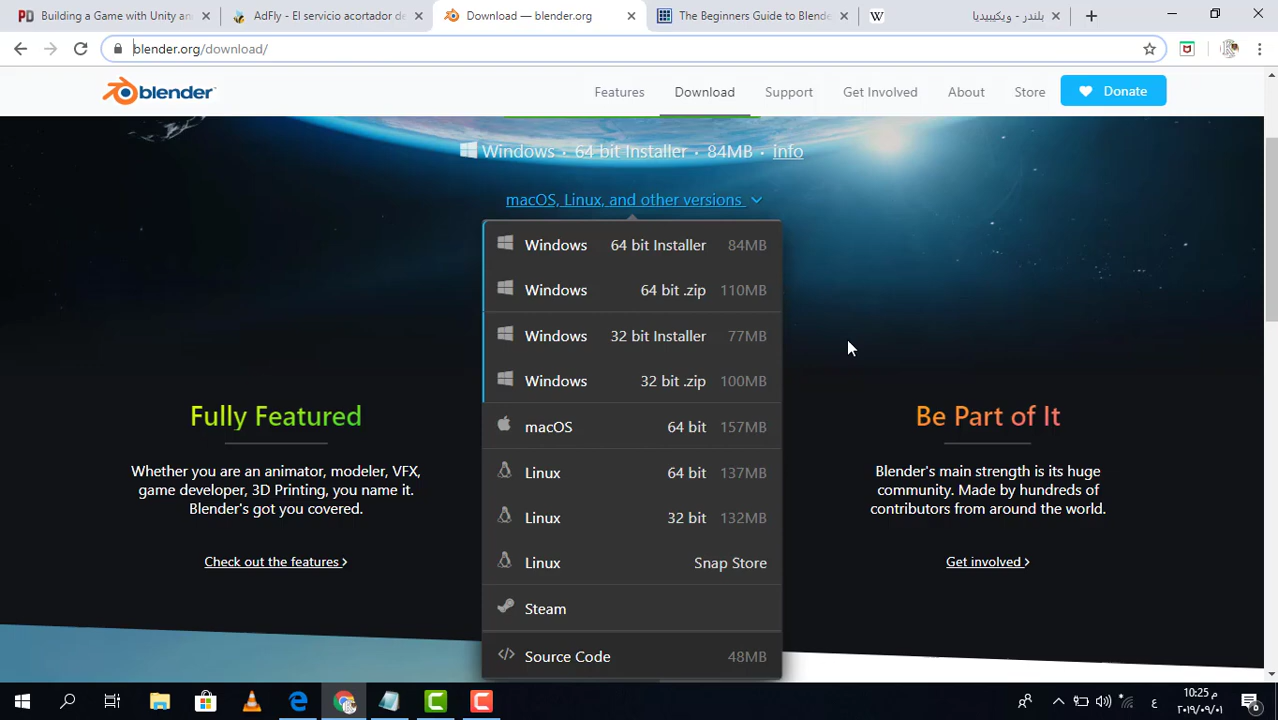 Building a Game with Unity an
AdFly - El servicio acortador de
Download — blender.org
The Beginners Guide to Blende
بلندر - ويكيبيديا
blender.org/download/
blender
Features
Download
Support
Get Involved
About
Store
Donate
Windows · 64 bit Installer · 84MB · info
macOS, Linux, and other versions
Windows 64 bit Installer 84MB
Windows 64 bit .zip 110MB
Windows 32 bit Installer 77MB
Windows 32 bit .zip 100MB
macOS 64 bit 157MB
Linux 64 bit 137MB
Linux 32 bit 132MB
Linux Snap Store
Steam
Source Code 48MB
Fully Featured
Whether you are an animator, modeler, VFX,
game developer, 3D Printing, you name it.
Blender's got you covered.
Check out the features
Be Part of It
Blender's main strength is its huge
community. Made by hundreds of
contributors from around the world.
Get involved
ع
10:25 م
٢٠١٩/٠٩/٠١